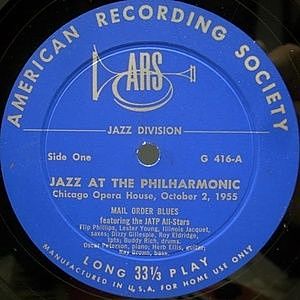 AMERICAN RECORDING SOCIETY
ARS
JAZZ DIVISION
Side One
G 416-A
JAZZ AT THE PHILHARMONIC
Chicago Opera House, October 2, 1955
MAIL ORDER BLUES
featuring the JATP All-Stars
Flip Phillips, Lester Young, Illinois Jacquet,
saxes; Dizzy Gillespie, Roy Eldridge,
tpts; Buddy Rich, drums.
Oscar Peterson, piano; Herb Ellis, guitar;
Ray Brown, bass.
LONG 33⅓ PLAY
MANUFACTURED IN U.S.A. FOR HOME USE ONLY